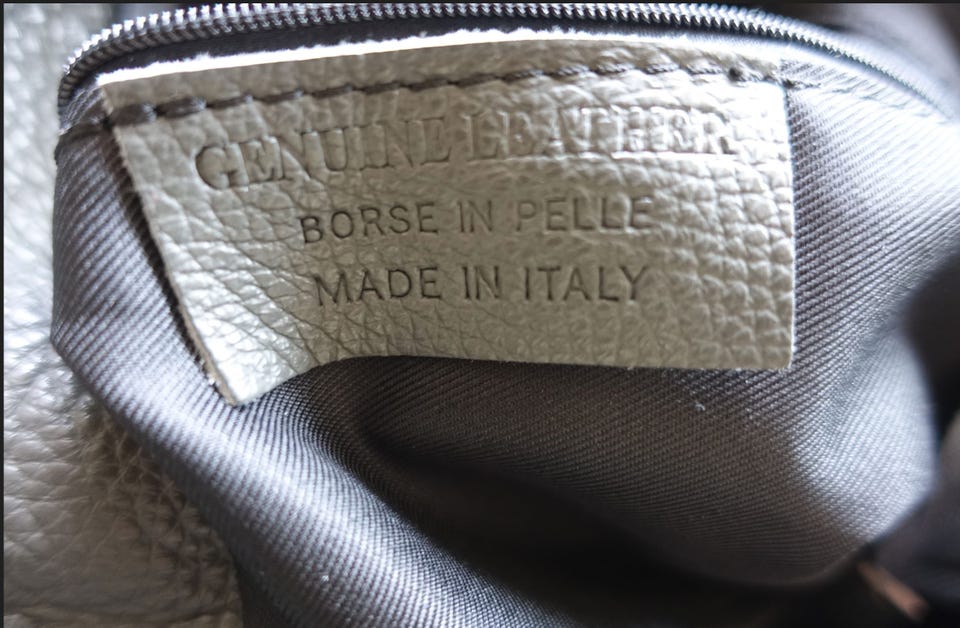 GENUINE LEATHER
BORSE IN PELLE
MADE IN ITALY